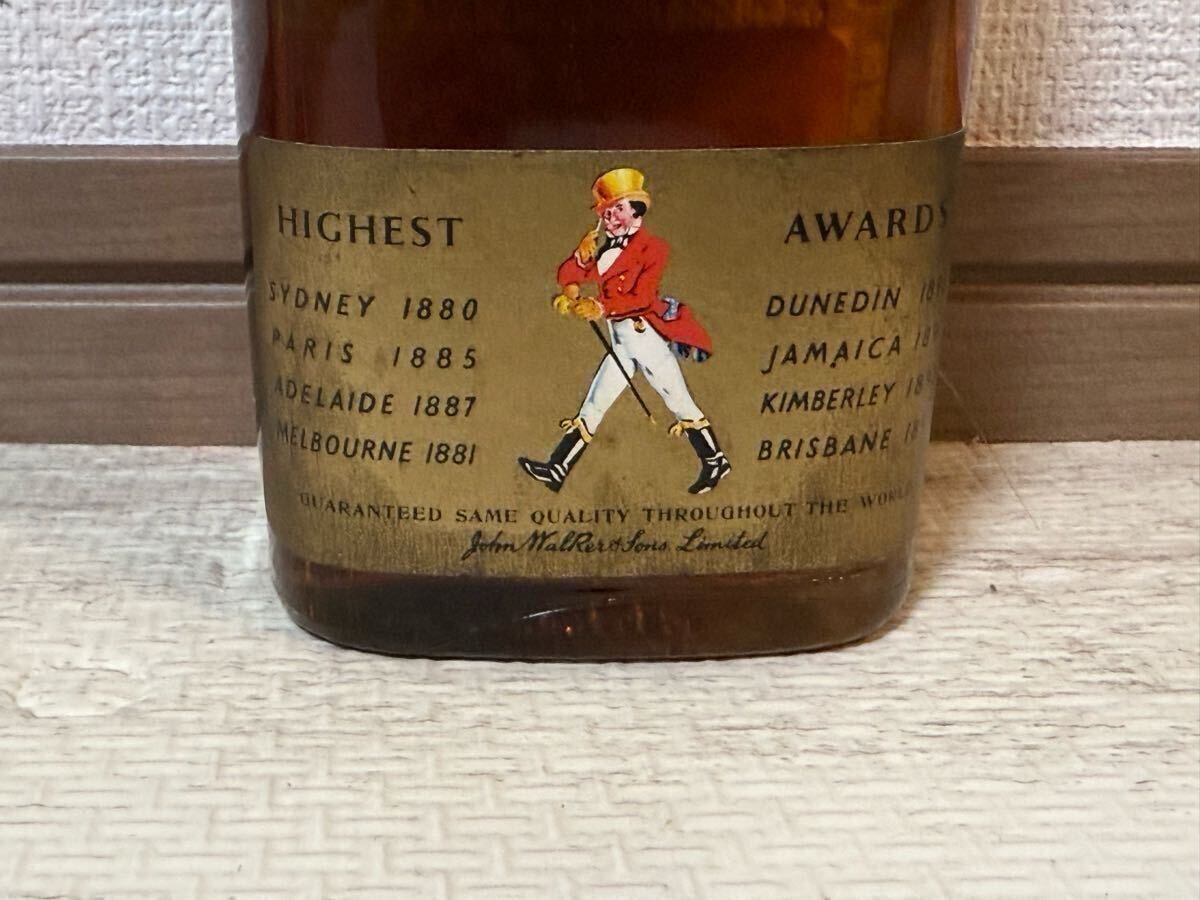 HIGHEST AWARDS
SYDNEY 1880
PARIS 1885
ADELAIDE 1887
MELBOURNE 1881
DUNEDIN
JAMAICA
KIMBERLEY
BRISBANE
GUARANTEED SAME QUALITY THROUGHOUT THE WORLD
John Walker & Sons Limited